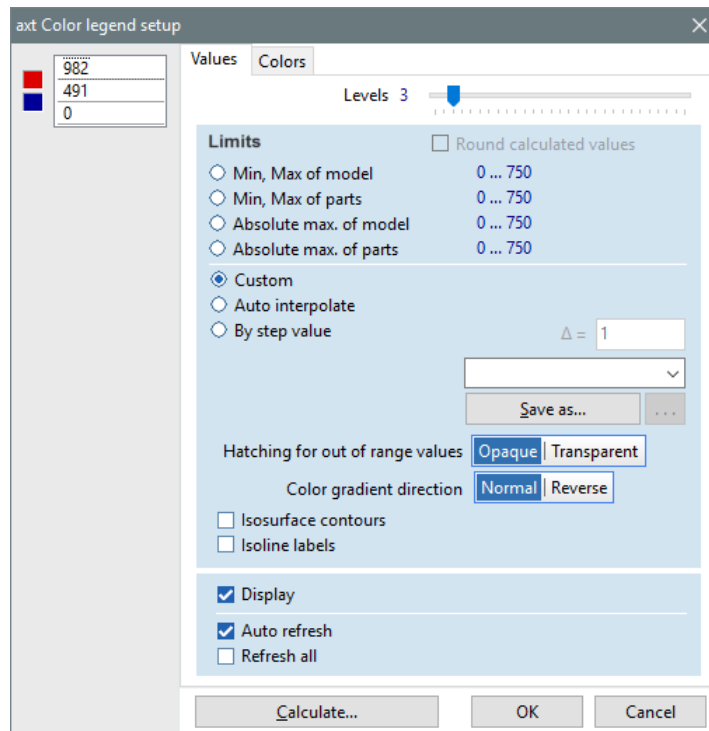 axt Color legend setup
982
491
0
Values Colors
Levels 3
Limits Round calculated values
Min, Max of model 0 ... 750
Min, Max of parts 0 ... 750
Absolute max. of model 0 ... 750
Absolute max. of parts 0 ... 750
Custom
Auto interpolate
By step value Δ = 1
Save as... ...
Hatching for out of range values Opaque | Transparent
Color gradient direction Normal | Reverse
Isosurface contours
Isoline labels
Display
Auto refresh
Refresh all
Calculate... OK Cancel